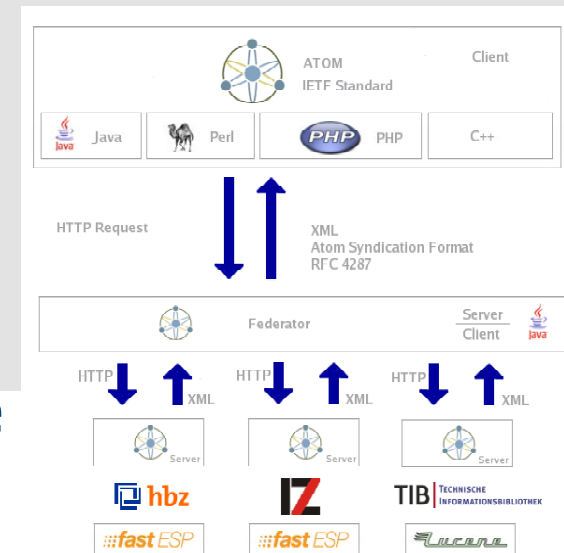 ATOM
IETF Standard
Client
Java
Java
Perl
PHP
PHP
C++
HTTP Request
XML
Atom Syndication Format
RFC 4287
Federator
Server
Client
Java
HTTP
XML
HTTP
XML
HTTP
XML
Server
Server
Server
hbz
IZ
TIB TECHNISCHE
INFORMATIONSBIBLIOTHEK
fast ESP
fast ESP
Lucene